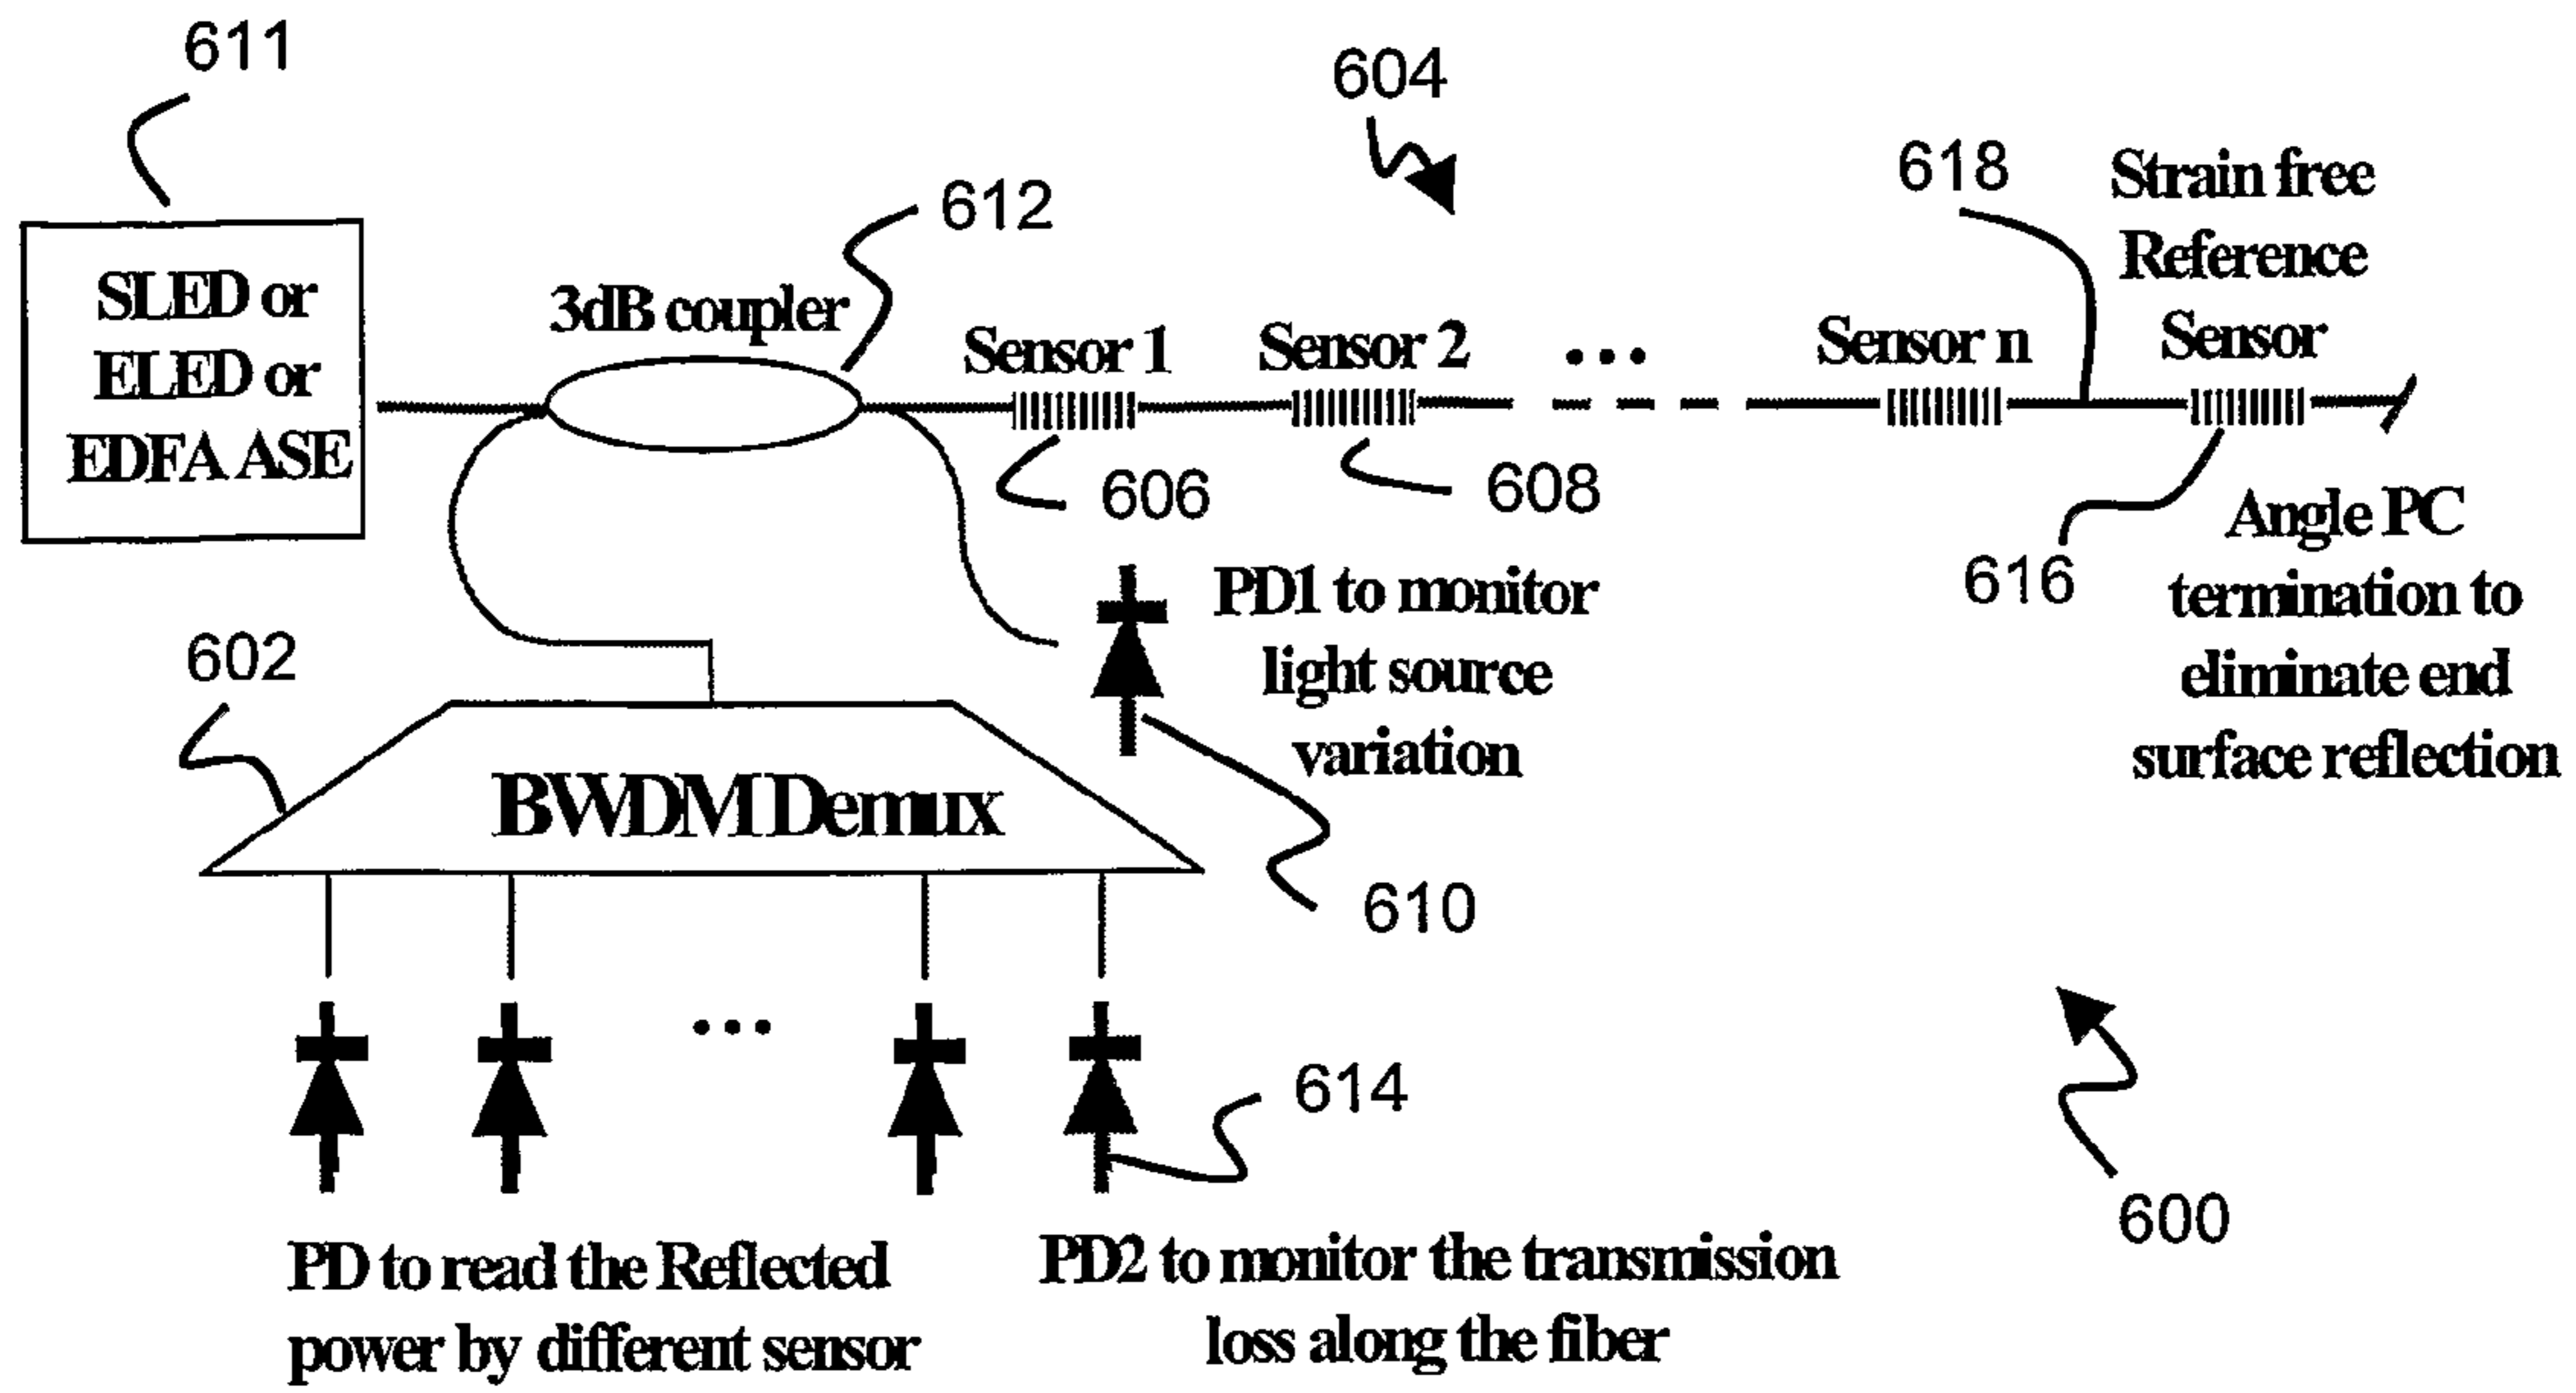 611
604
618
Strain free
Reference
Sensor
612
SLED or
ELED or
EDFA ASE
3dB coupler
Sensor 1
Sensor 2
...
Sensor n
606
608
616
Angle PC
termination to
eliminate end
surface reflection
PD1 to monitor
light source
variation
602
BWDM Demux
610
...
614
600
PD to read the Reflected
power by different sensor
PD2 to monitor the transmission
loss along the fiber